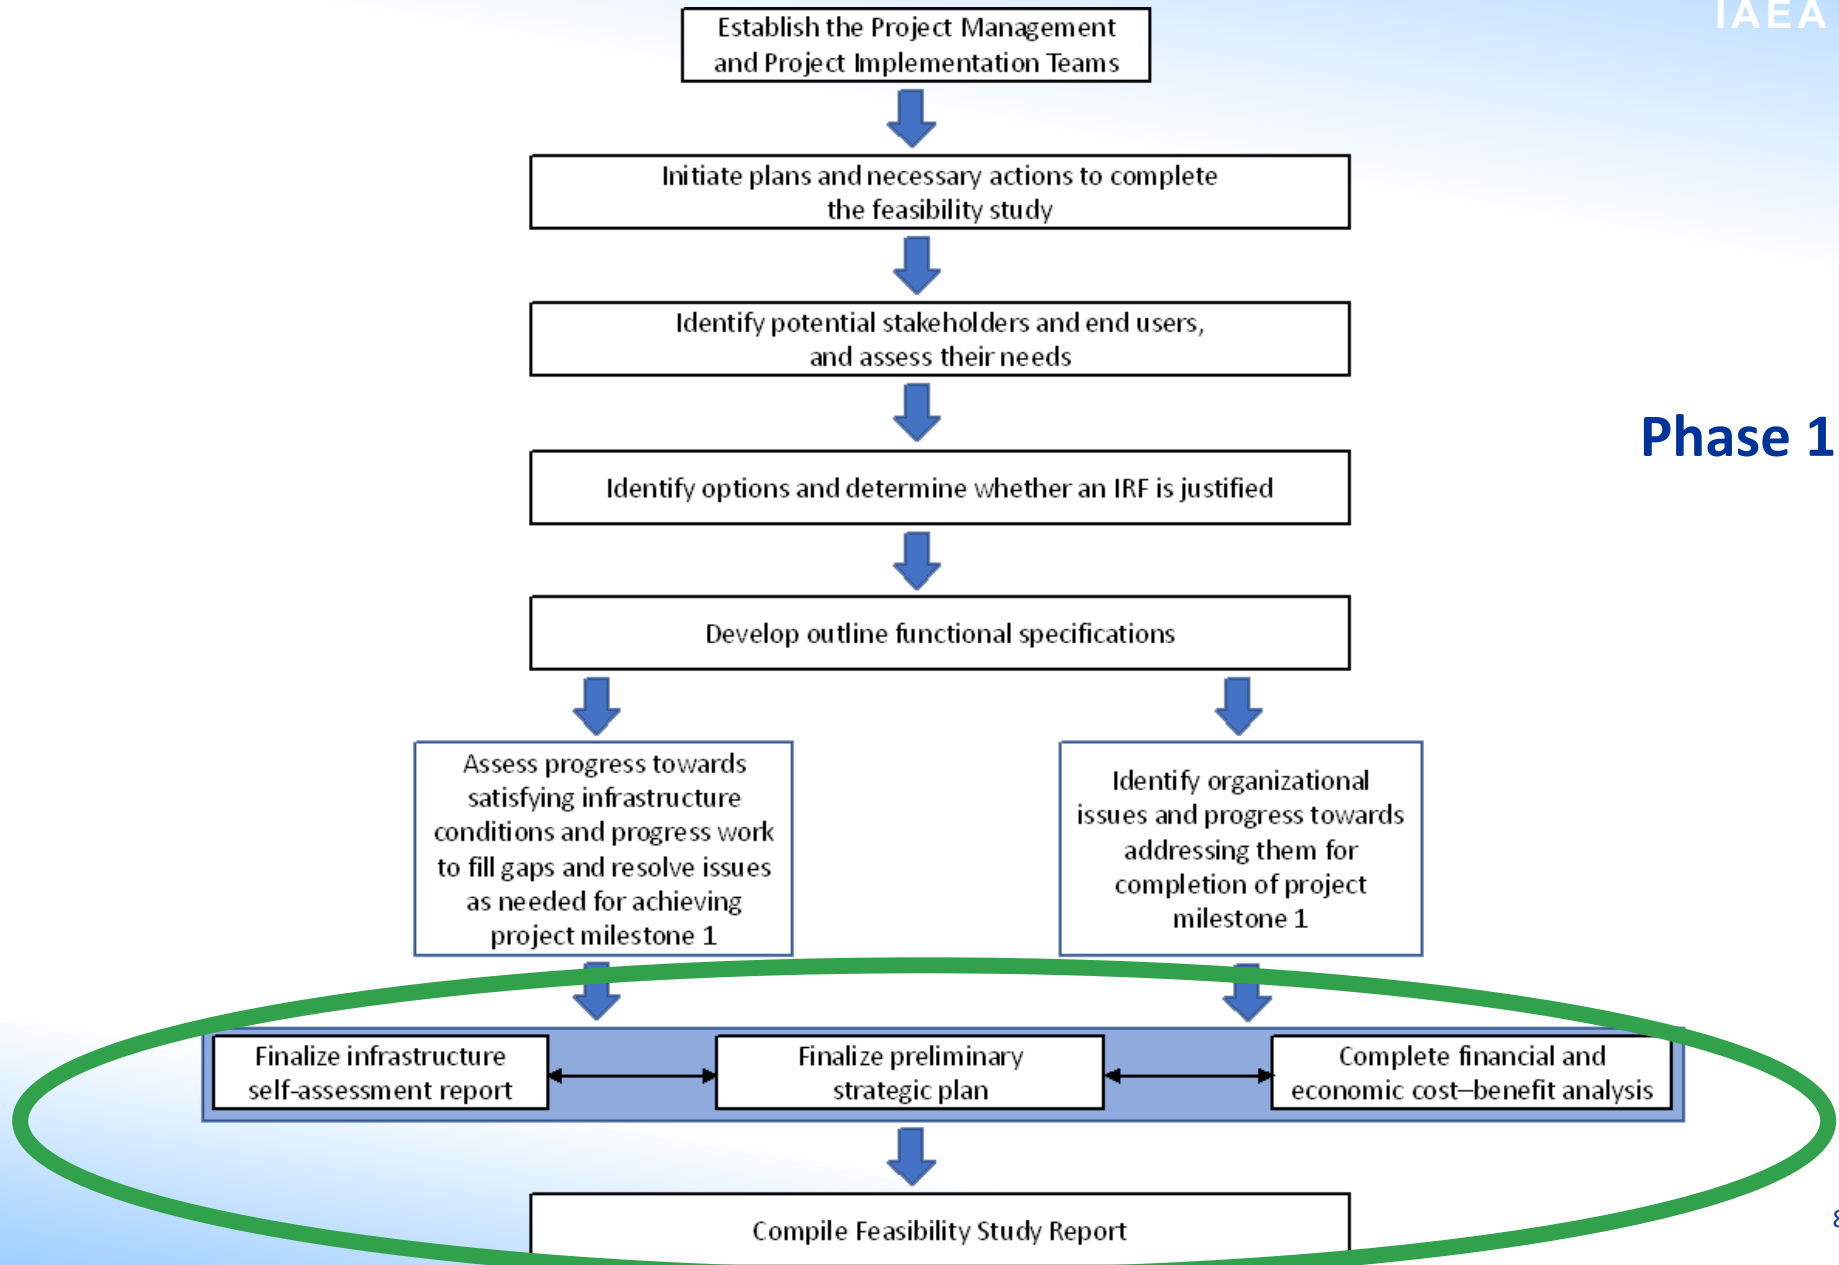 IAEA
Establish the Project Management
and Project Implementation Teams
Initiate plans and necessary actions to complete
the feasibility study
Identify potential stakeholders and end users,
and assess their needs
Phase 1
Identify options and determine whether an IRF is justified
Develop outline functional specifications
Assess progress towards
satisfying infrastructure
conditions and progress work
to fill gaps and resolve issues
as needed for achieving
project milestone 1
Identify organizational
issues and progress towards
addressing them for
completion of project
milestone 1
Finalize infrastructure
self-assessment report
Finalize preliminary
strategic plan
Complete financial and
economic cost–benefit analysis
Compile Feasibility Study Report